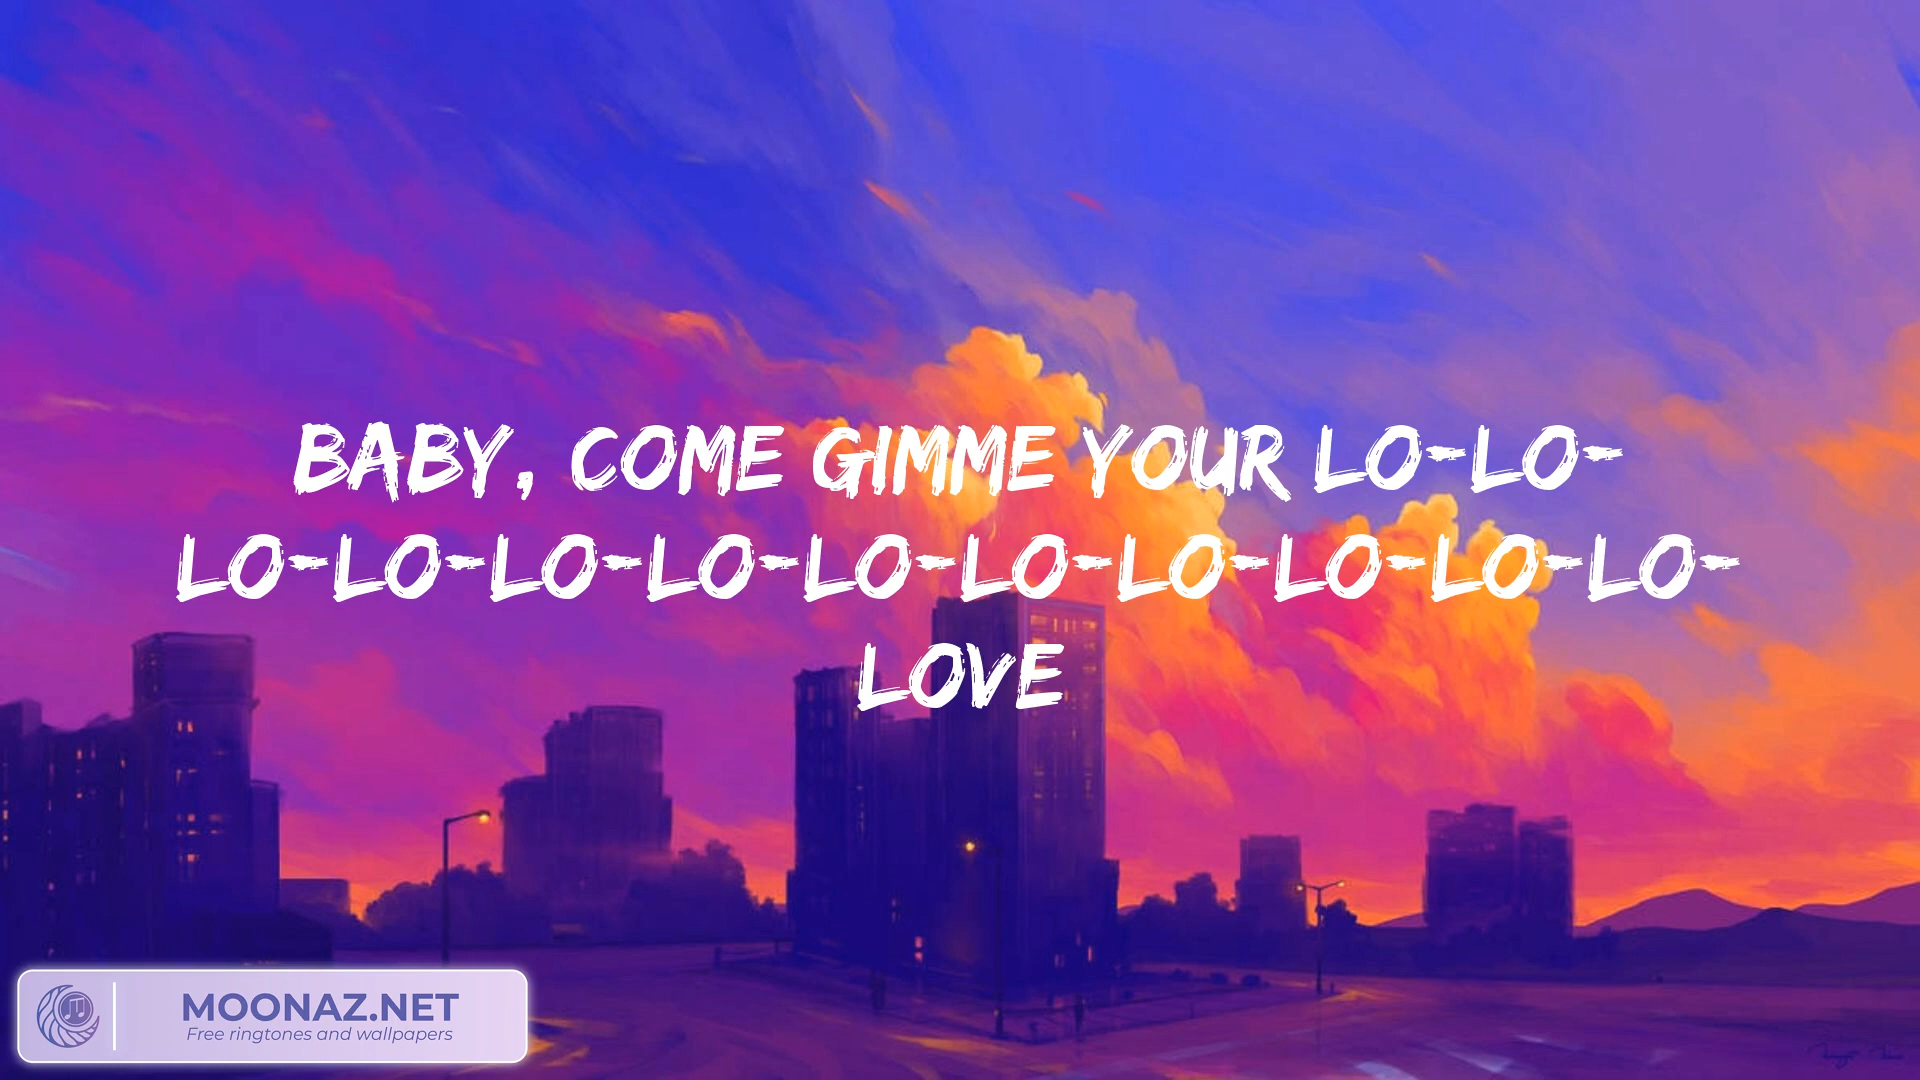 BABY, COME GIMME YOUR LO-LO-
LO-LO-LO-LO-LO-LO-LO-LO-LO-LO-
LOVE
MOONAZ.NET
Free ringtones and wallpapers